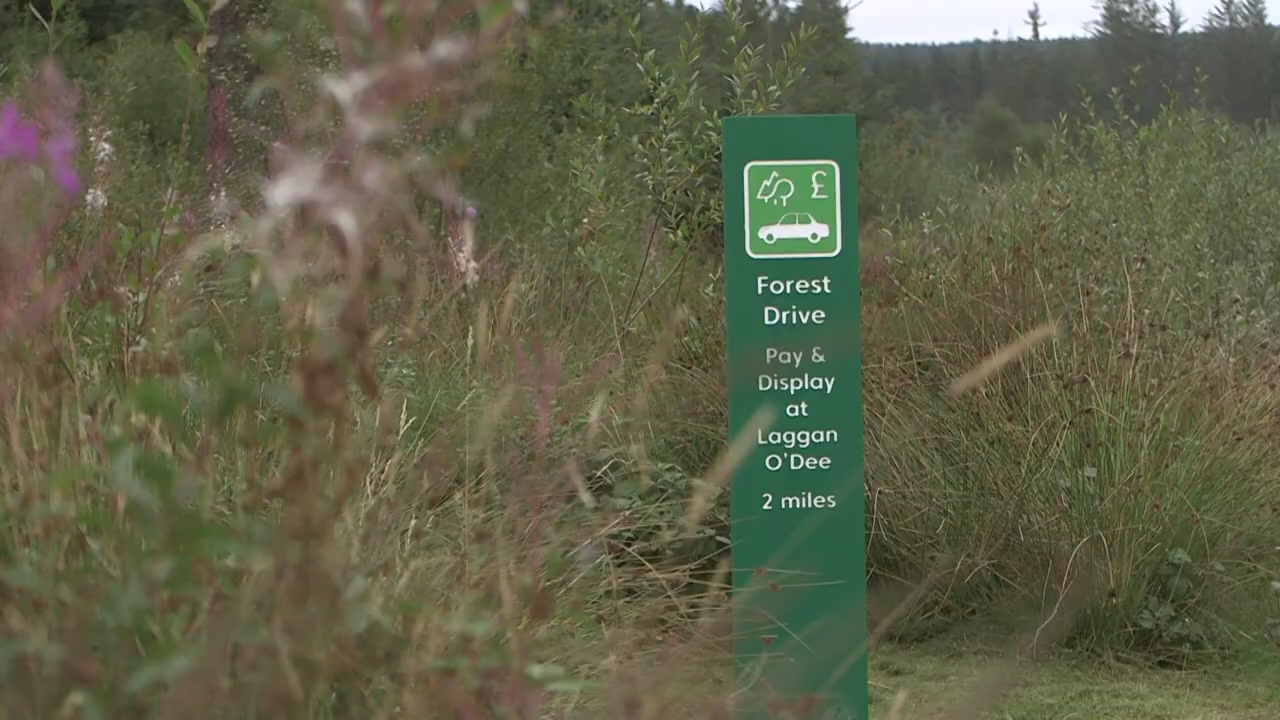 £
Forest
Drive
Pay &
Display
at
Laggan
O'Dee
2 miles